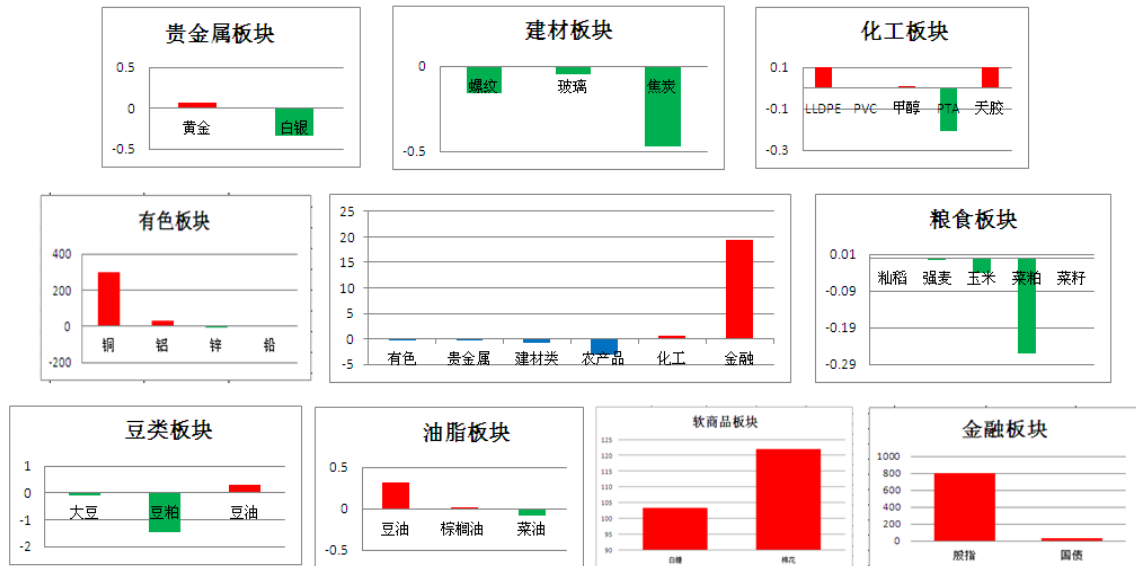 贵金属板块
0.5
0
-0.5
黄金
白银
建材板块
0
-0.5
螺纹
玻璃
焦炭
化工板块
0.1
-0.1
-0.3
LLDPE
PVC
甲醇
PTA
天胶
有色板块
400
200
0
-200
铜
铝
锌
铅
25
20
15
10
5
0
-5
有色
贵金属
建材类
农产品
化工
金融
粮食板块
0.01
-0.09
-0.19
-0.29
籼稻
强麦
玉米
菜粕
菜籽
豆类板块
1
0
-1
-2
大豆
豆粕
豆油
油脂板块
0.5
0
-0.5
豆油
棕榈油
菜油
软商品板块
125
120
115
110
105
100
95
90
白糖
棉花
金融板块
1000
800
600
400
200
0
股指
国债